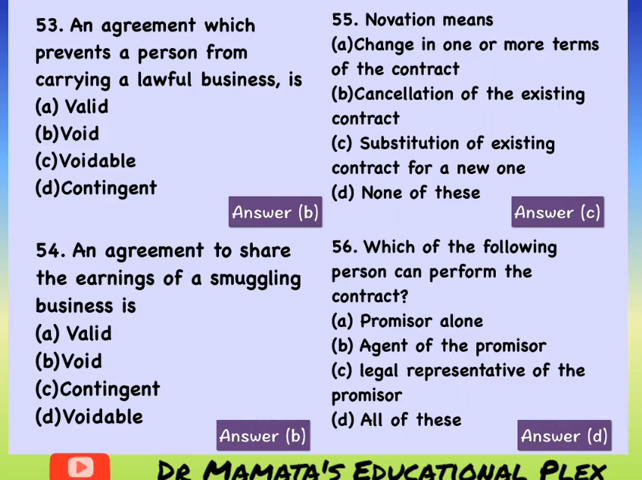 53. An agreement which
prevents a person from
carrying a lawful business, is
(a) Valid
(b)Void
(c)Voidable
(d)Contingent
Answer (b)
54. An agreement to share
the earnings of a smuggling
business is
(a) Valid
(b)Void
(c)Contingent
(d)Voidable
Answer (b)
55. Novation means
(a)Change in one or more terms
of the contract
(b)Cancellation of the existing
contract
(c) Substitution of existing
contract for a new one
(d) None of these
Answer (c)
56. Which of the following
person can perform the
contract?
(a) Promisor alone
(b) Agent of the promisor
(c) legal representative of the
promisor
(d) All of these
Answer (d)
DR MAMATA'S EDUCATIONAL PLEX